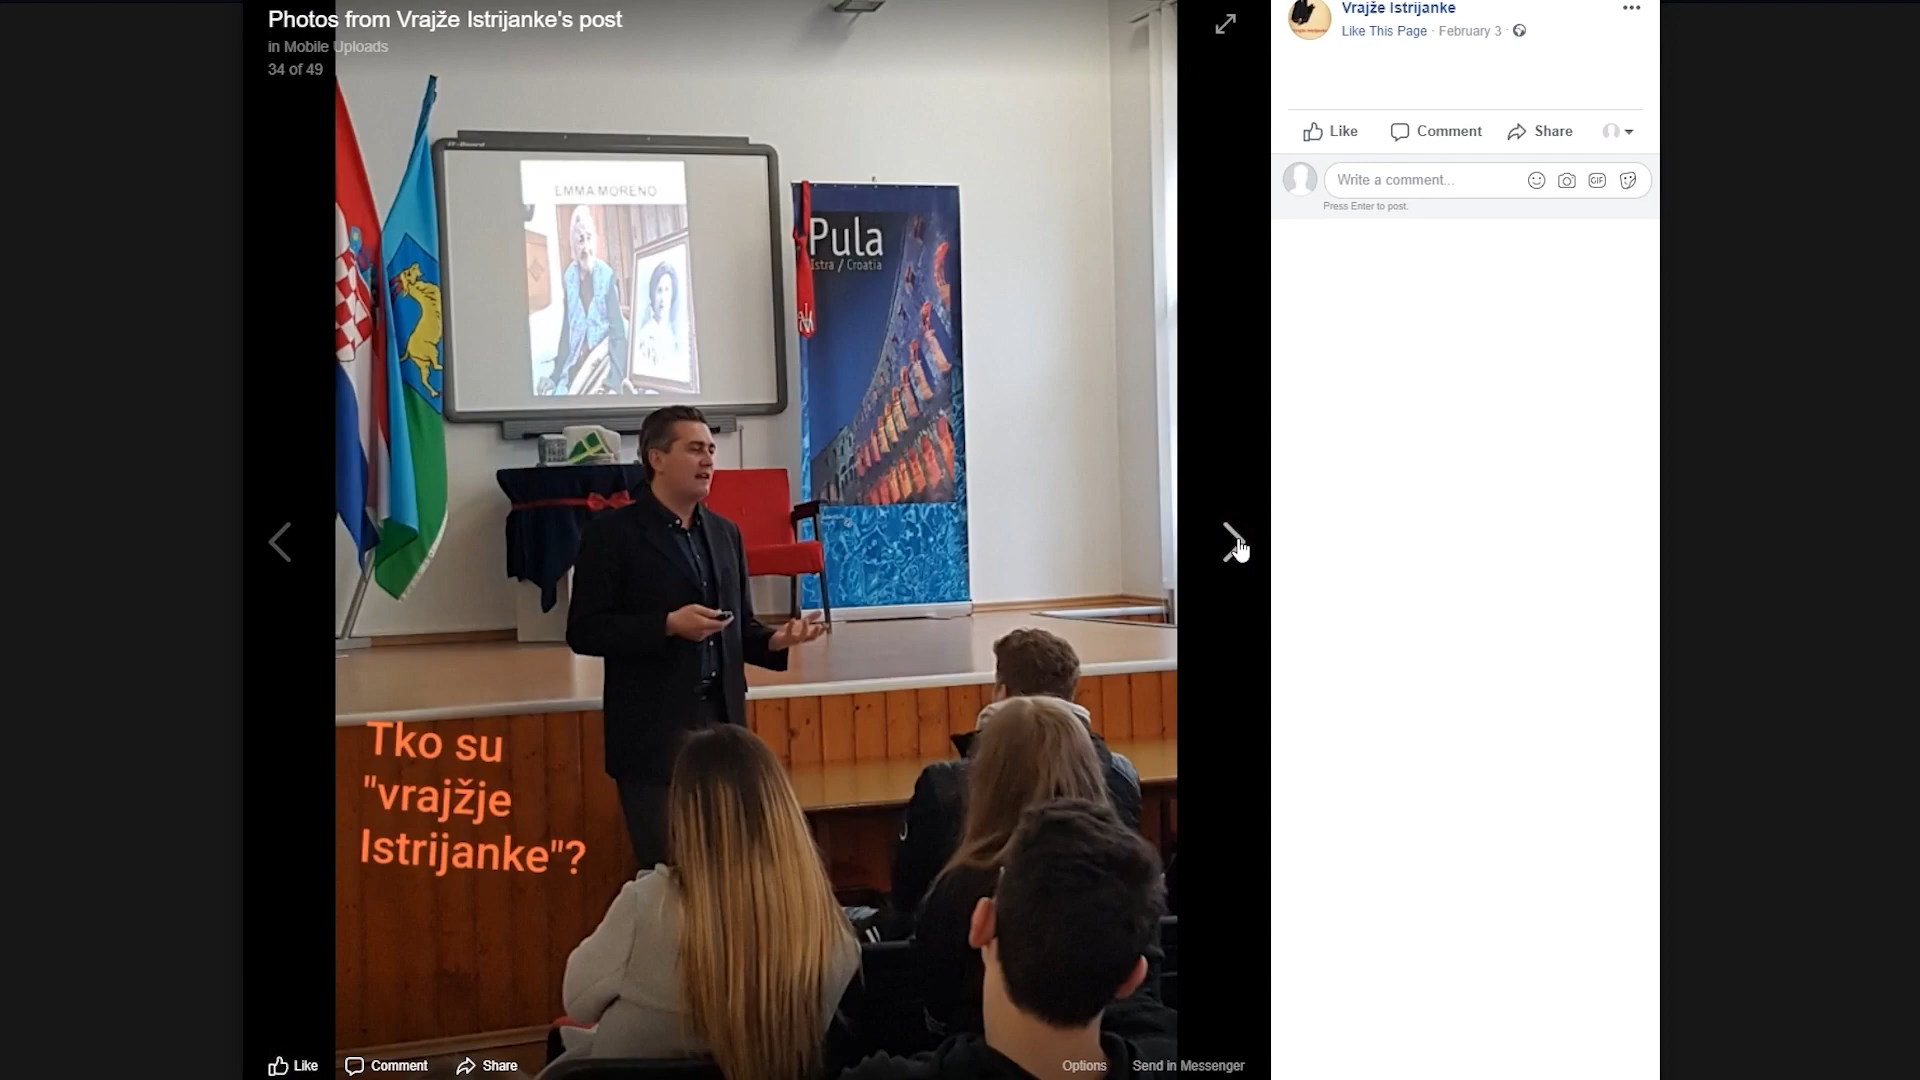 Photos from Vrajže Istrijanke's post
in Mobile Uploads
34 of 49
Vrajže Istrijanke
Like This Page · February 3 ·
Like Comment Share
Write a comment...
GIF
Press Enter to post.
EMMA MORENO
Pula
Istra / Croatia
Tko su
"vrajžje
Istrijanke"?
Like Comment Share
Options Send in Messenger